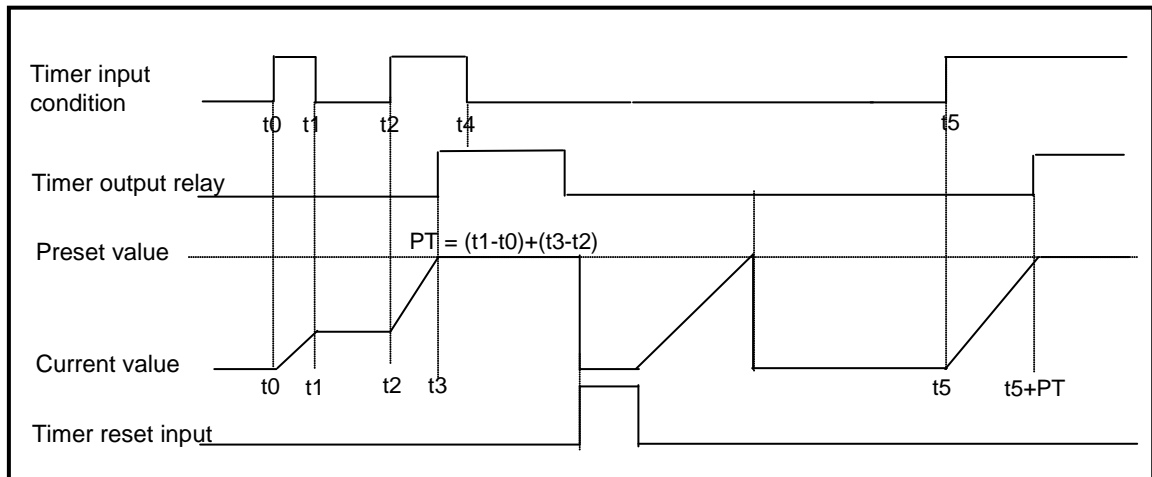 Timer input
condition
t0 t1 t2 t4 t5
Timer output relay
PT = (t1-t0)+(t3-t2)
Preset value
Current value
t0 t1 t2 t3 t5 t5+PT
Timer reset input